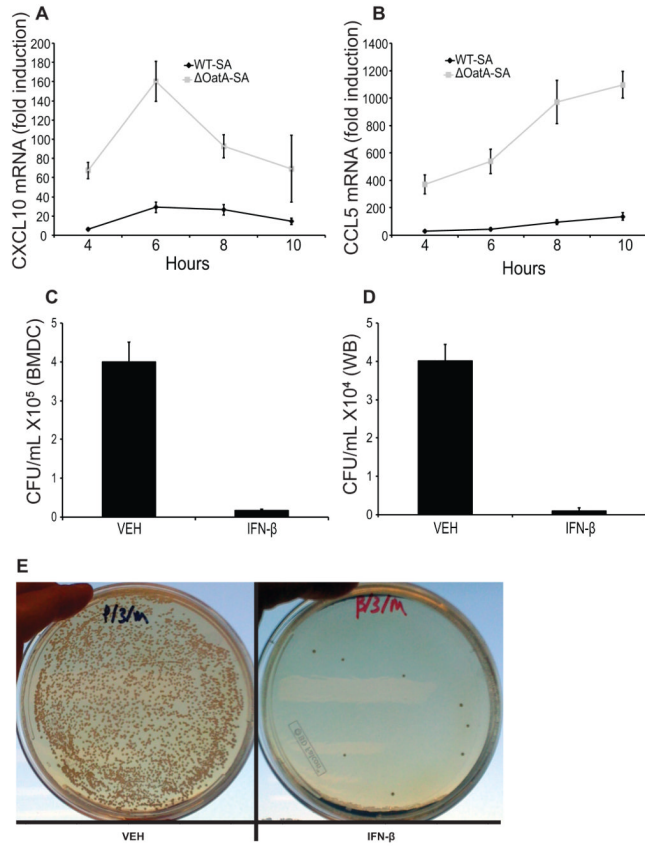 A
CXCL10 mRNA (fold induction)
200
180
160
140
120
100
80
60
40
20
0
WT-SA
ΔOatA-SA
4 6 8 10
Hours
B
CCL5 mRNA (fold induction)
1400
1200
1000
800
600
400
200
0
WT-SA
ΔOatA-SA
4 6 8 10
Hours
C
CFU/mL X10⁵ (BMDC)
5
4
3
2
1
0
VEH IFN-β
D
CFU/mL X10⁴ (WB)
5
4
3
2
1
0
VEH IFN-β
E
β/3/m
VEH IFN-β